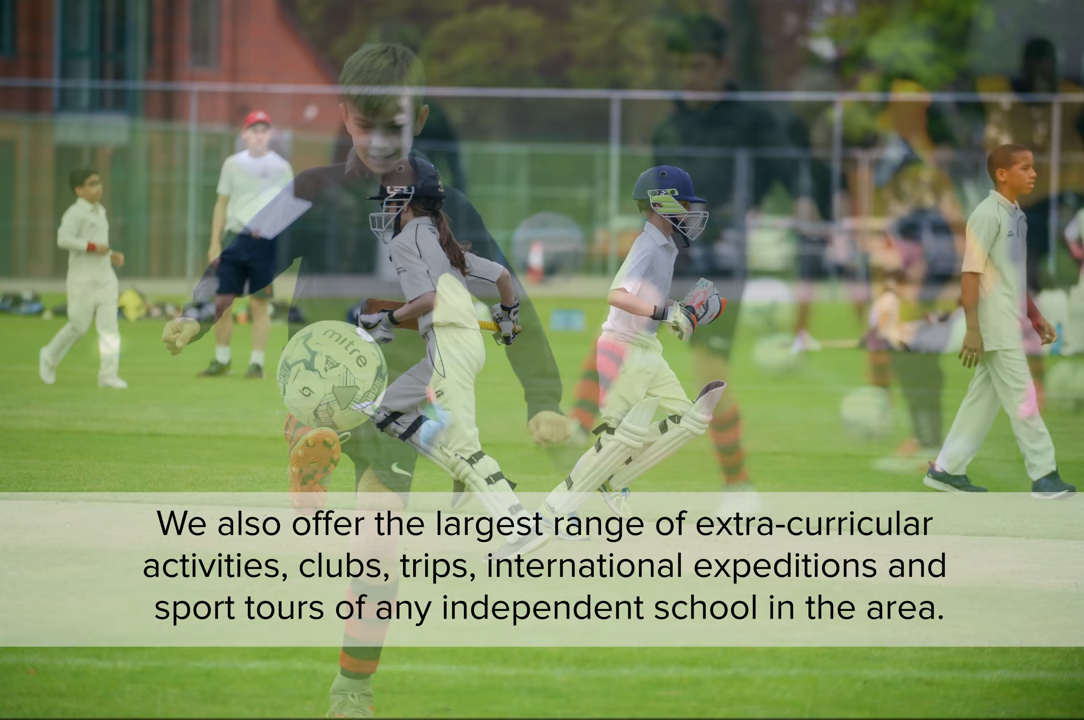 mitre
We also offer the largest range of extra-curricular
activities, clubs, trips, international expeditions and
sport tours of any independent school in the area.